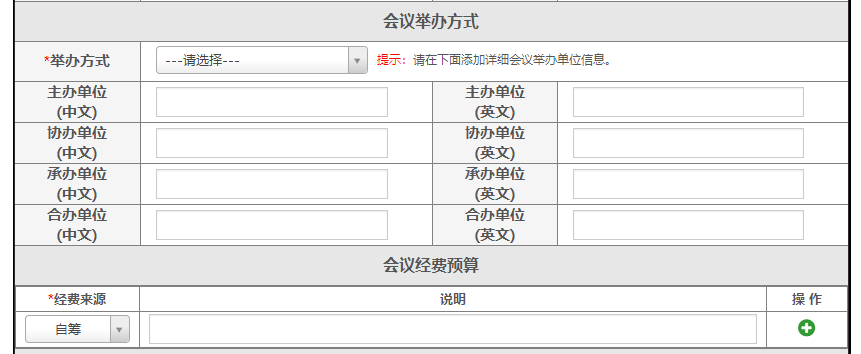 会议举办方式
*举办方式 ---请选择--- 提示：请在下面添加详细会议举办单位信息。
主办单位
(中文)
主办单位
(英文)
协办单位
(中文)
协办单位
(英文)
承办单位
(中文)
承办单位
(英文)
合办单位
(中文)
合办单位
(英文)
会议经费预算
*经费来源 说明 操 作
自筹